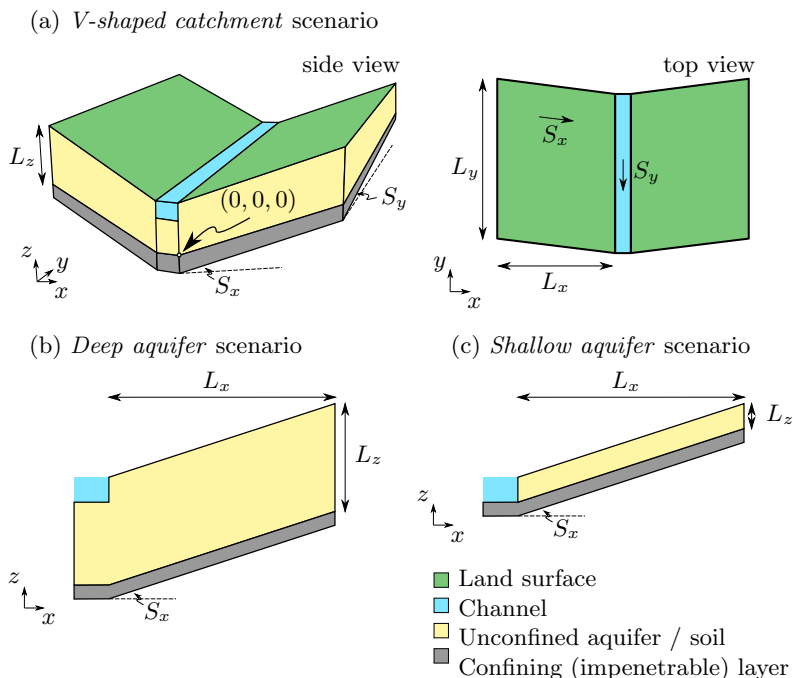 (a) V-shaped catchment scenario
side view
top view
L_z
(0, 0, 0)
S_y
S_x
z
y
x
S_x
S_y
L_y
L_x
y
x
(b) Deep aquifer scenario
L_x
L_z
S_x
z
x
(c) Shallow aquifer scenario
L_x
L_z
S_x
z
x
Land surface
Channel
Unconfined aquifer / soil
Confining (impenetrable) layer